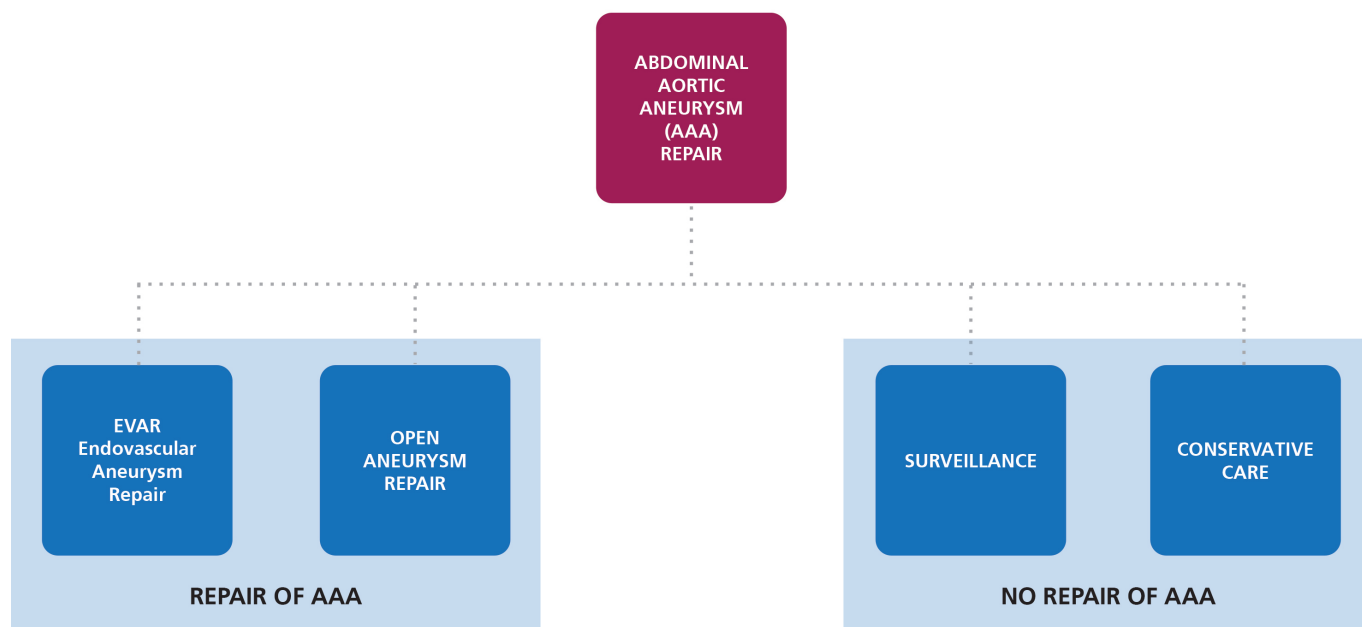 ABDOMINAL
AORTIC
ANEURYSM
(AAA)
REPAIR
EVAR
Endovascular
Aneurysm
Repair
OPEN
ANEURYSM
REPAIR
SURVEILLANCE
CONSERVATIVE
CARE
REPAIR OF AAA
NO REPAIR OF AAA